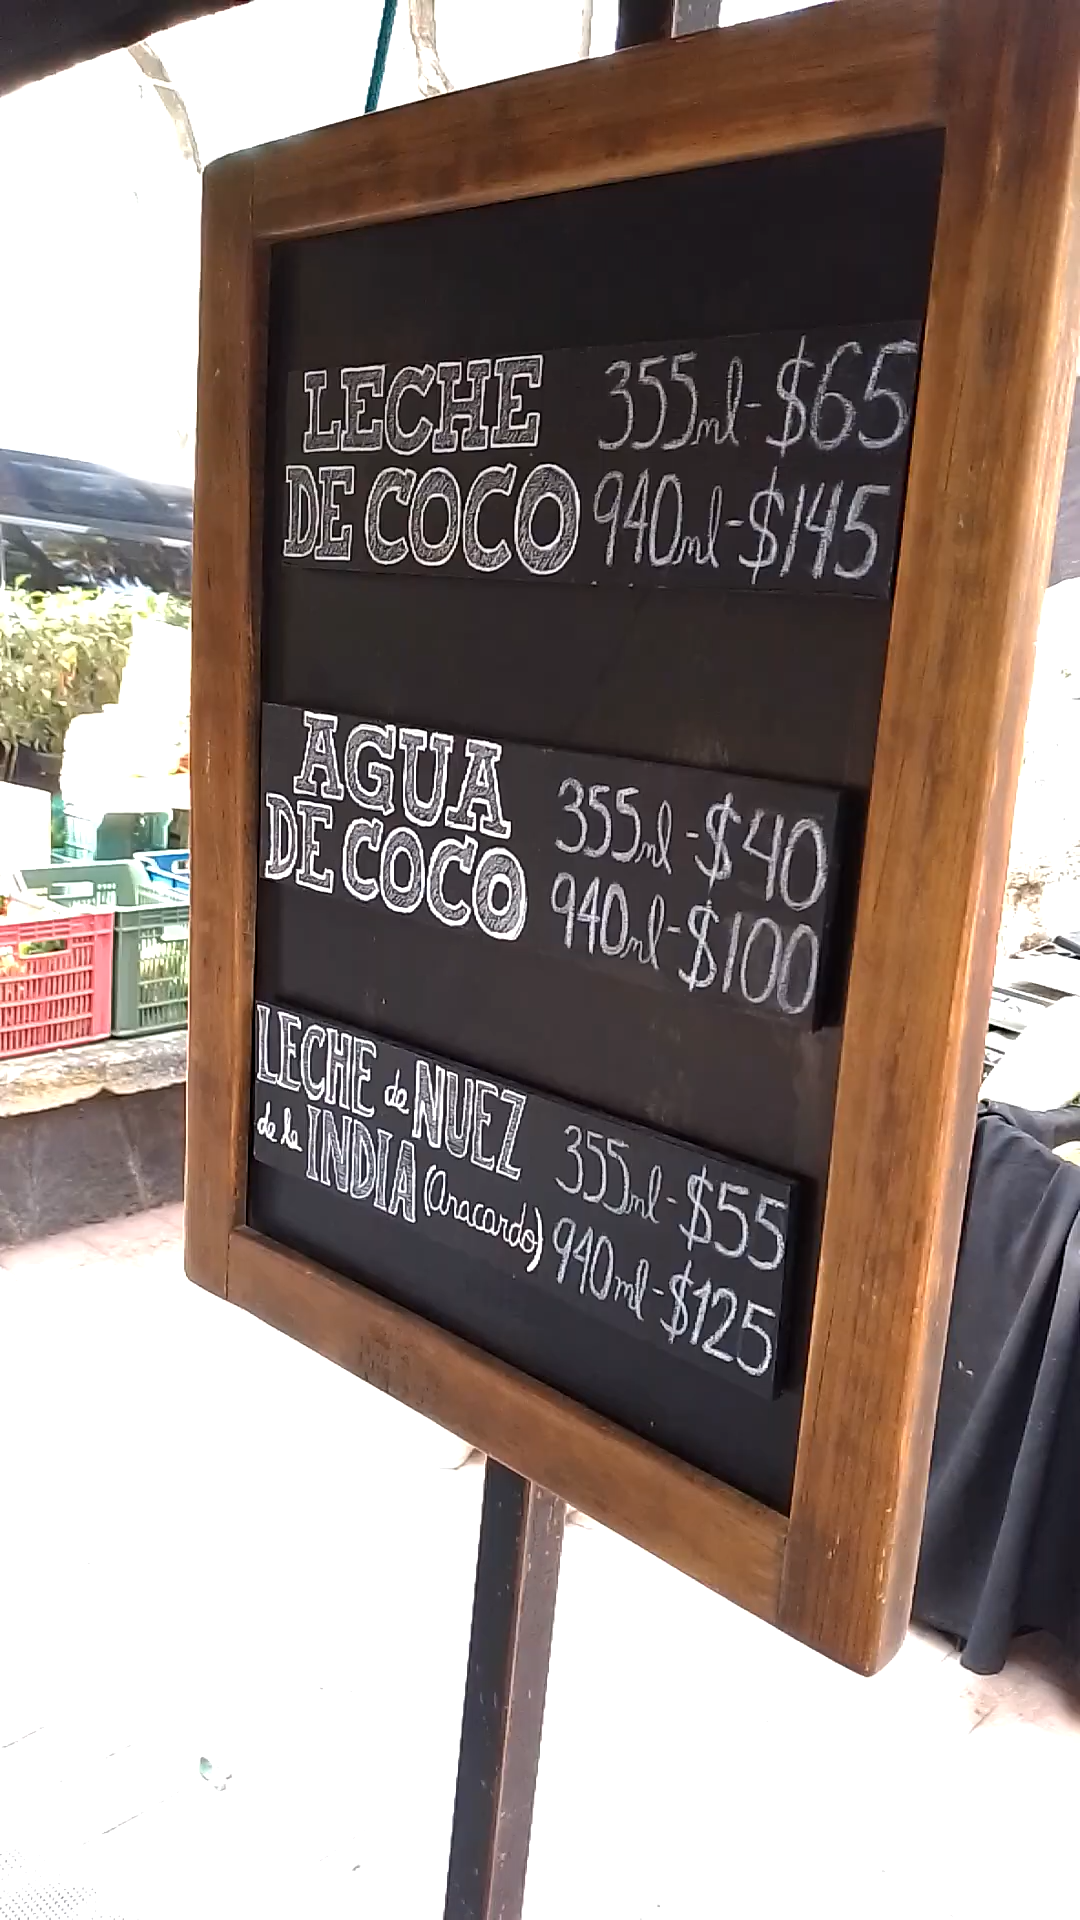 LECHE 355ml-$65
DE COCO 940ml-$145
AGUA 355ml-$40
DE COCO 940ml-$100
LECHE de NUEZ 355ml-$55
de la INDIA (aracardo) 940ml-$125